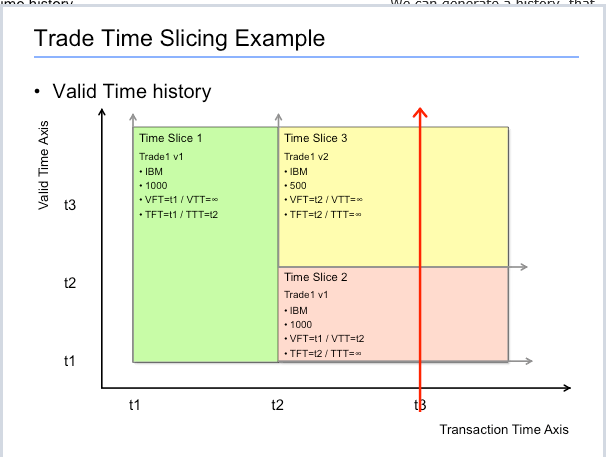 ime history
We can generate a history, that
Trade Time Slicing Example
• Valid Time history
Valid Time Axis
Time Slice 1
Trade1 v1
• IBM
• 1000
• VFT=t1 / VTT=∞
• TFT=t1 / TTT=t2
Time Slice 3
Trade1 v2
• IBM
• 500
• VFT=t2 / VTT=∞
• TFT=t2 / TTT=∞
t3
t2
Time Slice 2
Trade1 v1
• IBM
• 1000
• VFT=t1 / VTT=t2
• TFT=t2 / TTT=∞
t1
t1
t2
t3
Transaction Time Axis